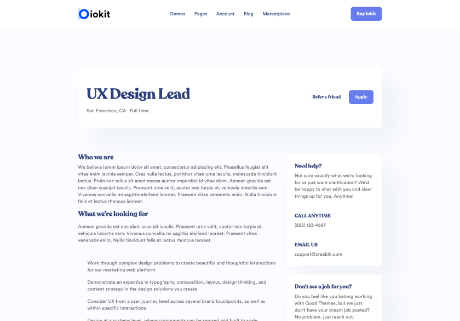 iokit
Demos Pages Account Blog Marketplace
Buy iokit
UX Design Lead
San Francisco, CA Full time
Refer a friend
Apply
Who we are
We believe lorem ipsum dolor sit amet, consectetur adipiscing elit. Phasellus feugiat elit
vitae enim lacinia semper. Cras nulla lectus, porttitor vitae urna iaculis, malesuada tincidunt
lectus. Proin nec tellus sit amet massa auctor imperdiet id vitae diam. Aenean gravida est
nec diam suscipit iaculis. Praesent urna velit, auctor nec turpis et, vehicula lobortis sem.
Vivamus convallis mi sagittis eleifend laoreet. Praesent vitae venenatis enim. Nulla tincidunt
felis et lectus rhoncus laoreet.
What we're looking for
Aenean gravida est nec diam suscipit iaculis. Praesent urna velit, auctor nec turpis et,
vehicula lobortis sem. Vivamus convallis mi sagittis eleifend laoreet. Praesent vitae
venenatis enim. Nulla tincidunt felis et lectus rhoncus laoreet.
Work through complex design problems to create beautiful and thoughtful interactions
for our marketing web platform
Demonstrate an expertise in typography, composition, layout, design thinking, and
content strategy in the design solutions you create
Consider UX from a user journey level across several brand touchpoints, as well as
within specific interactions
Need help?
Not sure exactly what we're looking
for or just want clarification? We'd
be happy to chat with you and clear
things up for you. Anytime!
CALL ANYTIME
(555) 123-4567
EMAIL US
support@creabik.com
Don't see a job for you?
Do you feel like you belong working
with Good Themes, but we just
don't have your dream job posted?
No problem, just reach out.